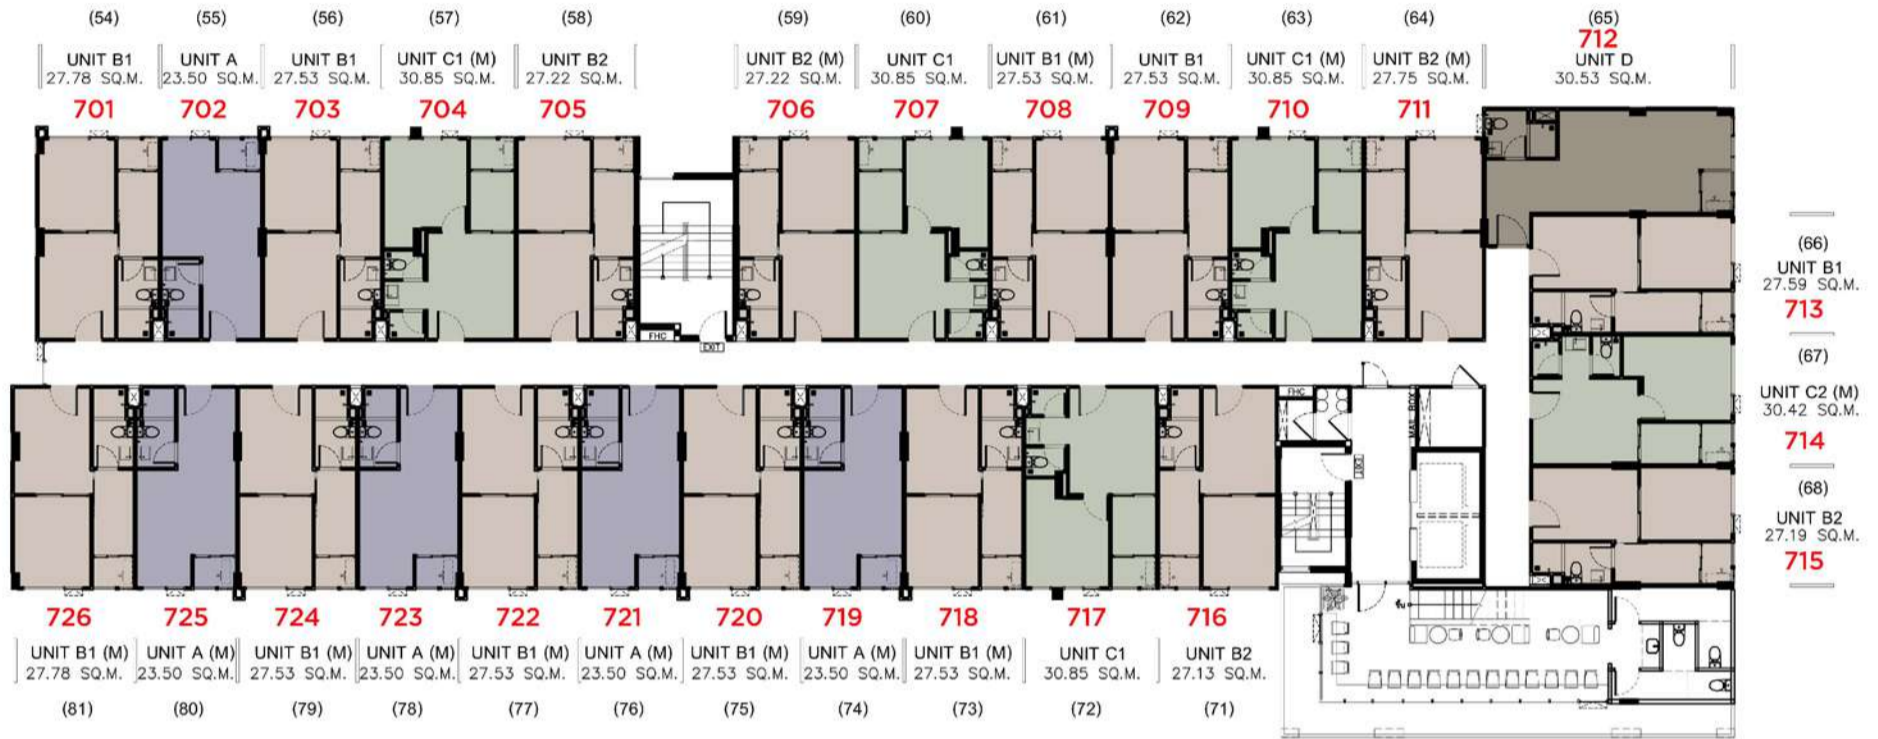 (54) (55) (56) (57) (58) (59) (60) (61) (62) (63) (64) (65)
712
UNIT B1 UNIT A UNIT B1 UNIT C1 (M) UNIT B2 UNIT B2 (M) UNIT C1 UNIT B1 (M) UNIT B1 UNIT C1 (M) UNIT B2 (M) UNIT D
27.78 SQ.M. 23.50 SQ.M. 27.53 SQ.M. 30.85 SQ.M. 27.22 SQ.M. 27.22 SQ.M. 30.85 SQ.M. 27.53 SQ.M. 27.53 SQ.M. 30.85 SQ.M. 27.75 SQ.M. 30.53 SQ.M.
701 702 703 704 705 706 707 708 709 710 711
(66)
UNIT B1
27.59 SQ.M.
713
FHC
EXIT
(67)
UNIT C2 (M)
30.42 SQ.M.
714
FHC
MAIL BOX
EXIT
(68)
UNIT B2
27.19 SQ.M.
715
ขึ้น
726 725 724 723 722 721 720 719 718 717 716
UNIT B1 (M) UNIT A (M) UNIT B1 (M) UNIT A (M) UNIT B1 (M) UNIT A (M) UNIT B1 (M) UNIT A (M) UNIT B1 (M) UNIT C1 UNIT B2
27.78 SQ.M. 23.50 SQ.M. 27.53 SQ.M. 23.50 SQ.M. 27.53 SQ.M. 23.50 SQ.M. 27.53 SQ.M. 23.50 SQ.M. 27.53 SQ.M. 30.85 SQ.M. 27.13 SQ.M.
(81) (80) (79) (78) (77) (76) (75) (74) (73) (72) (71)